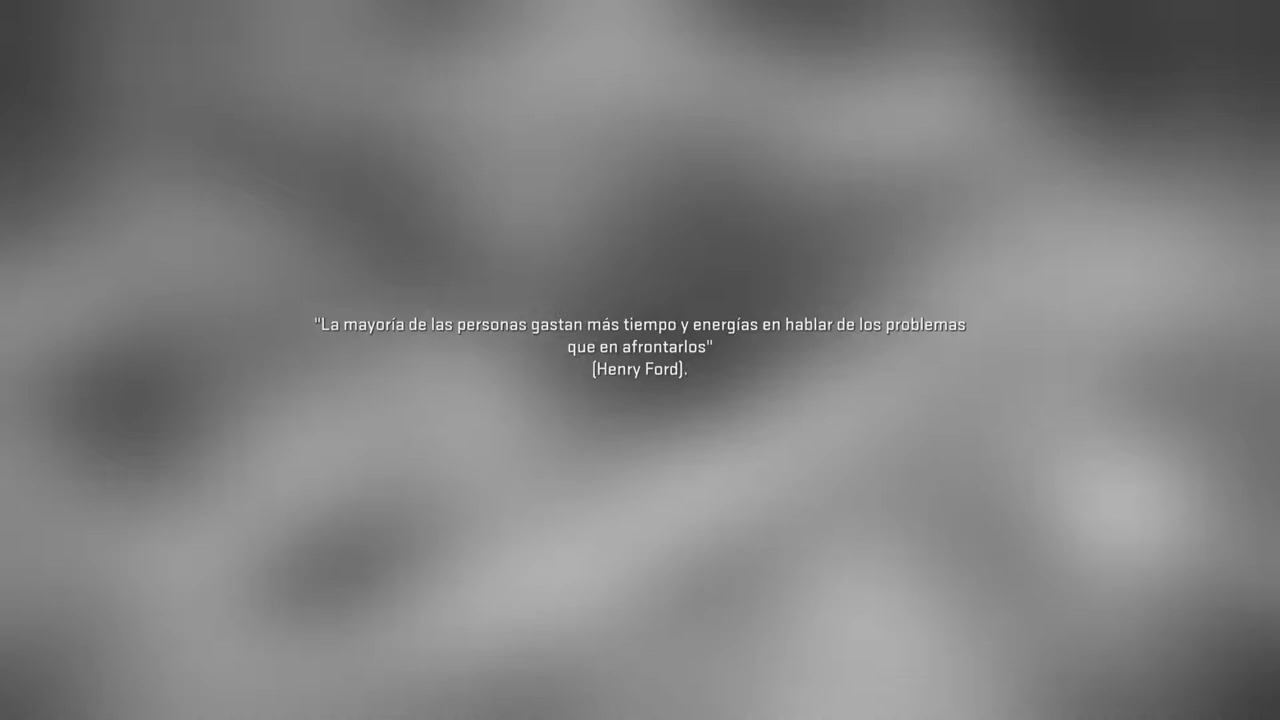 "La mayoría de las personas gastan más tiempo y energías en hablar de los problemas
que en afrontarlos"
(Henry Ford).